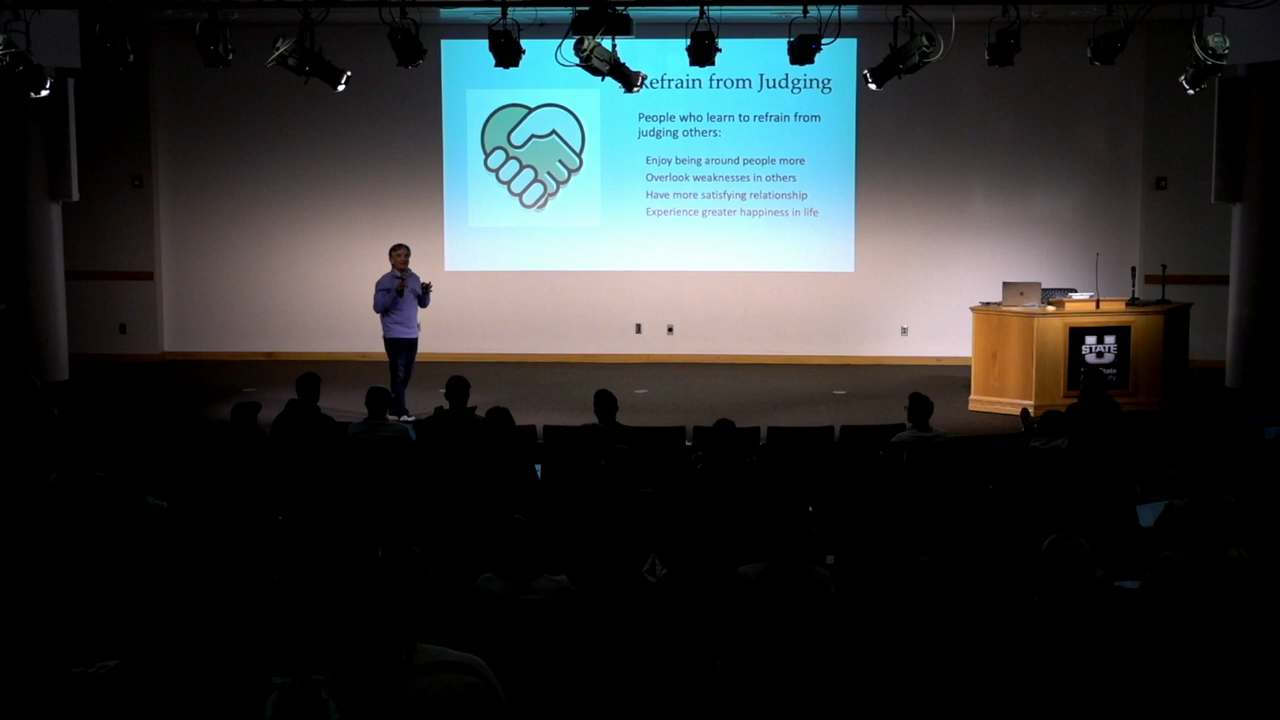 Refrain from Judging
People who learn to refrain from
judging others:
Enjoy being around people more
Overlook weaknesses in others
Have more satisfying relationship
Experience greater happiness in life
STATE
State